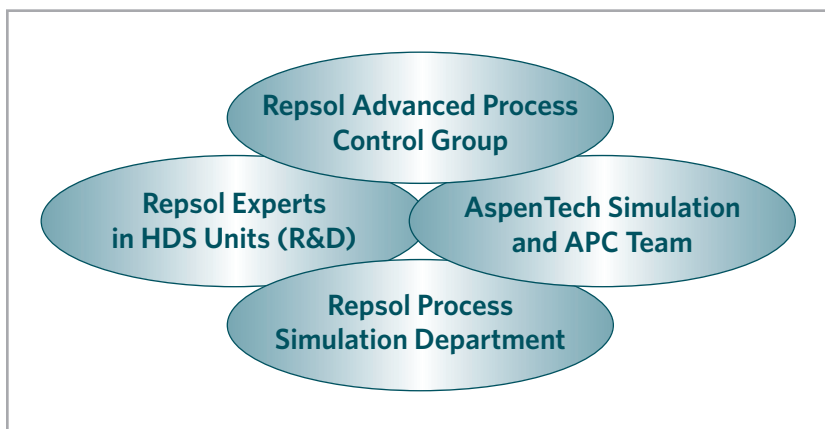 Repsol Advanced Process
Control Group
Repsol Experts
in HDS Units (R&D)
AspenTech Simulation
and APC Team
Repsol Process
Simulation Department